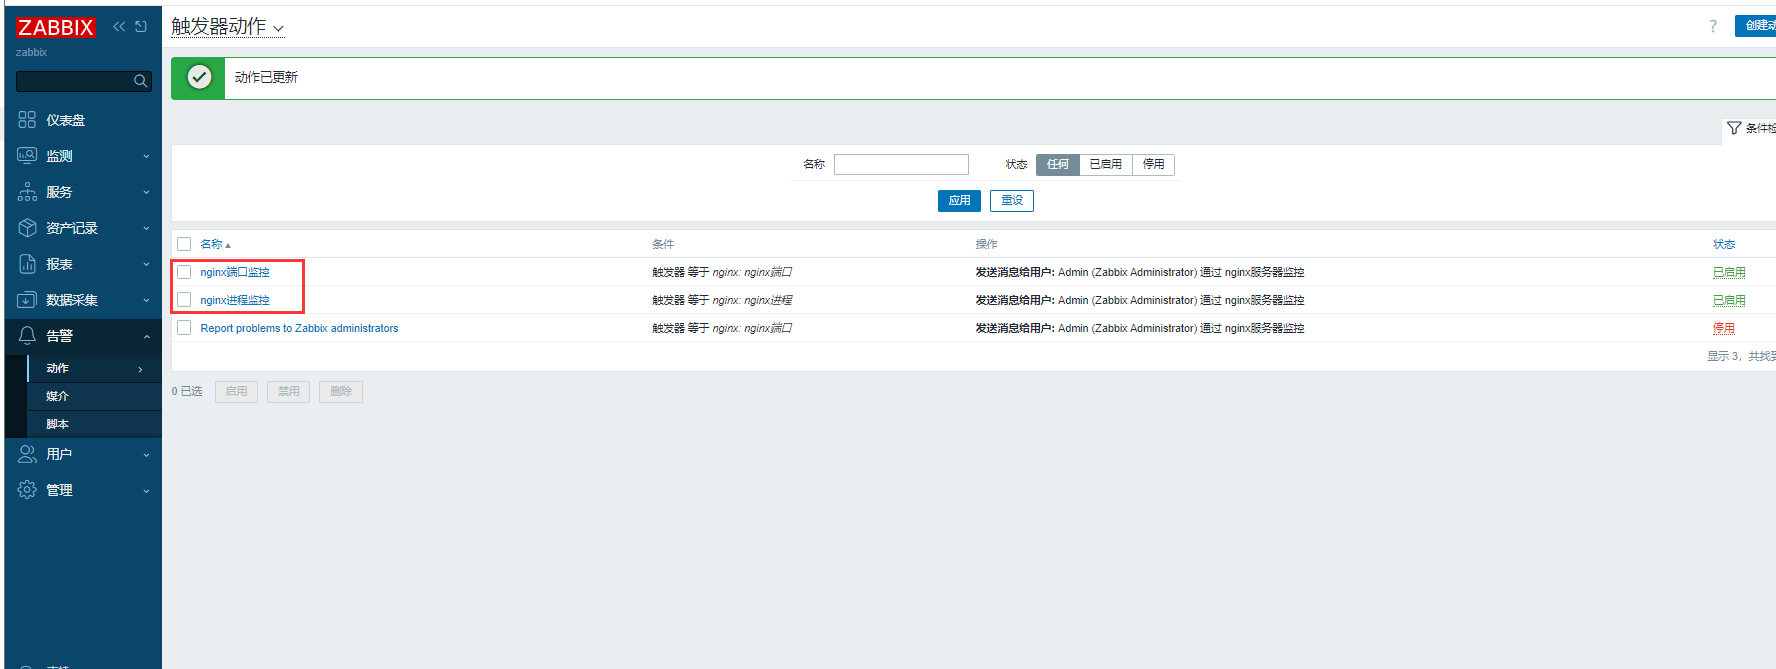 ZABBIX
zabbix
仪表盘
监测
服务
资产记录
报表
数据采集
告警
动作
媒介
脚本
用户
管理
触发器动作
?
创建动
动作已更新
条件检
名称 状态 任何 已启用 停用
应用 重设
名称 条件 操作 状态
nginx端口监控 触发器 等于 nginx: nginx端口 发送消息给用户: Admin (Zabbix Administrator) 通过 nginx服务器监控 已启用
nginx进程监控 触发器 等于 nginx: nginx进程 发送消息给用户: Admin (Zabbix Administrator) 通过 nginx服务器监控 已启用
Report problems to Zabbix administrators 触发器 等于 nginx: nginx端口 发送消息给用户: Admin (Zabbix Administrator) 通过 nginx服务器监控 停用
显示 3，共找到
0 已选 启用 禁用 删除